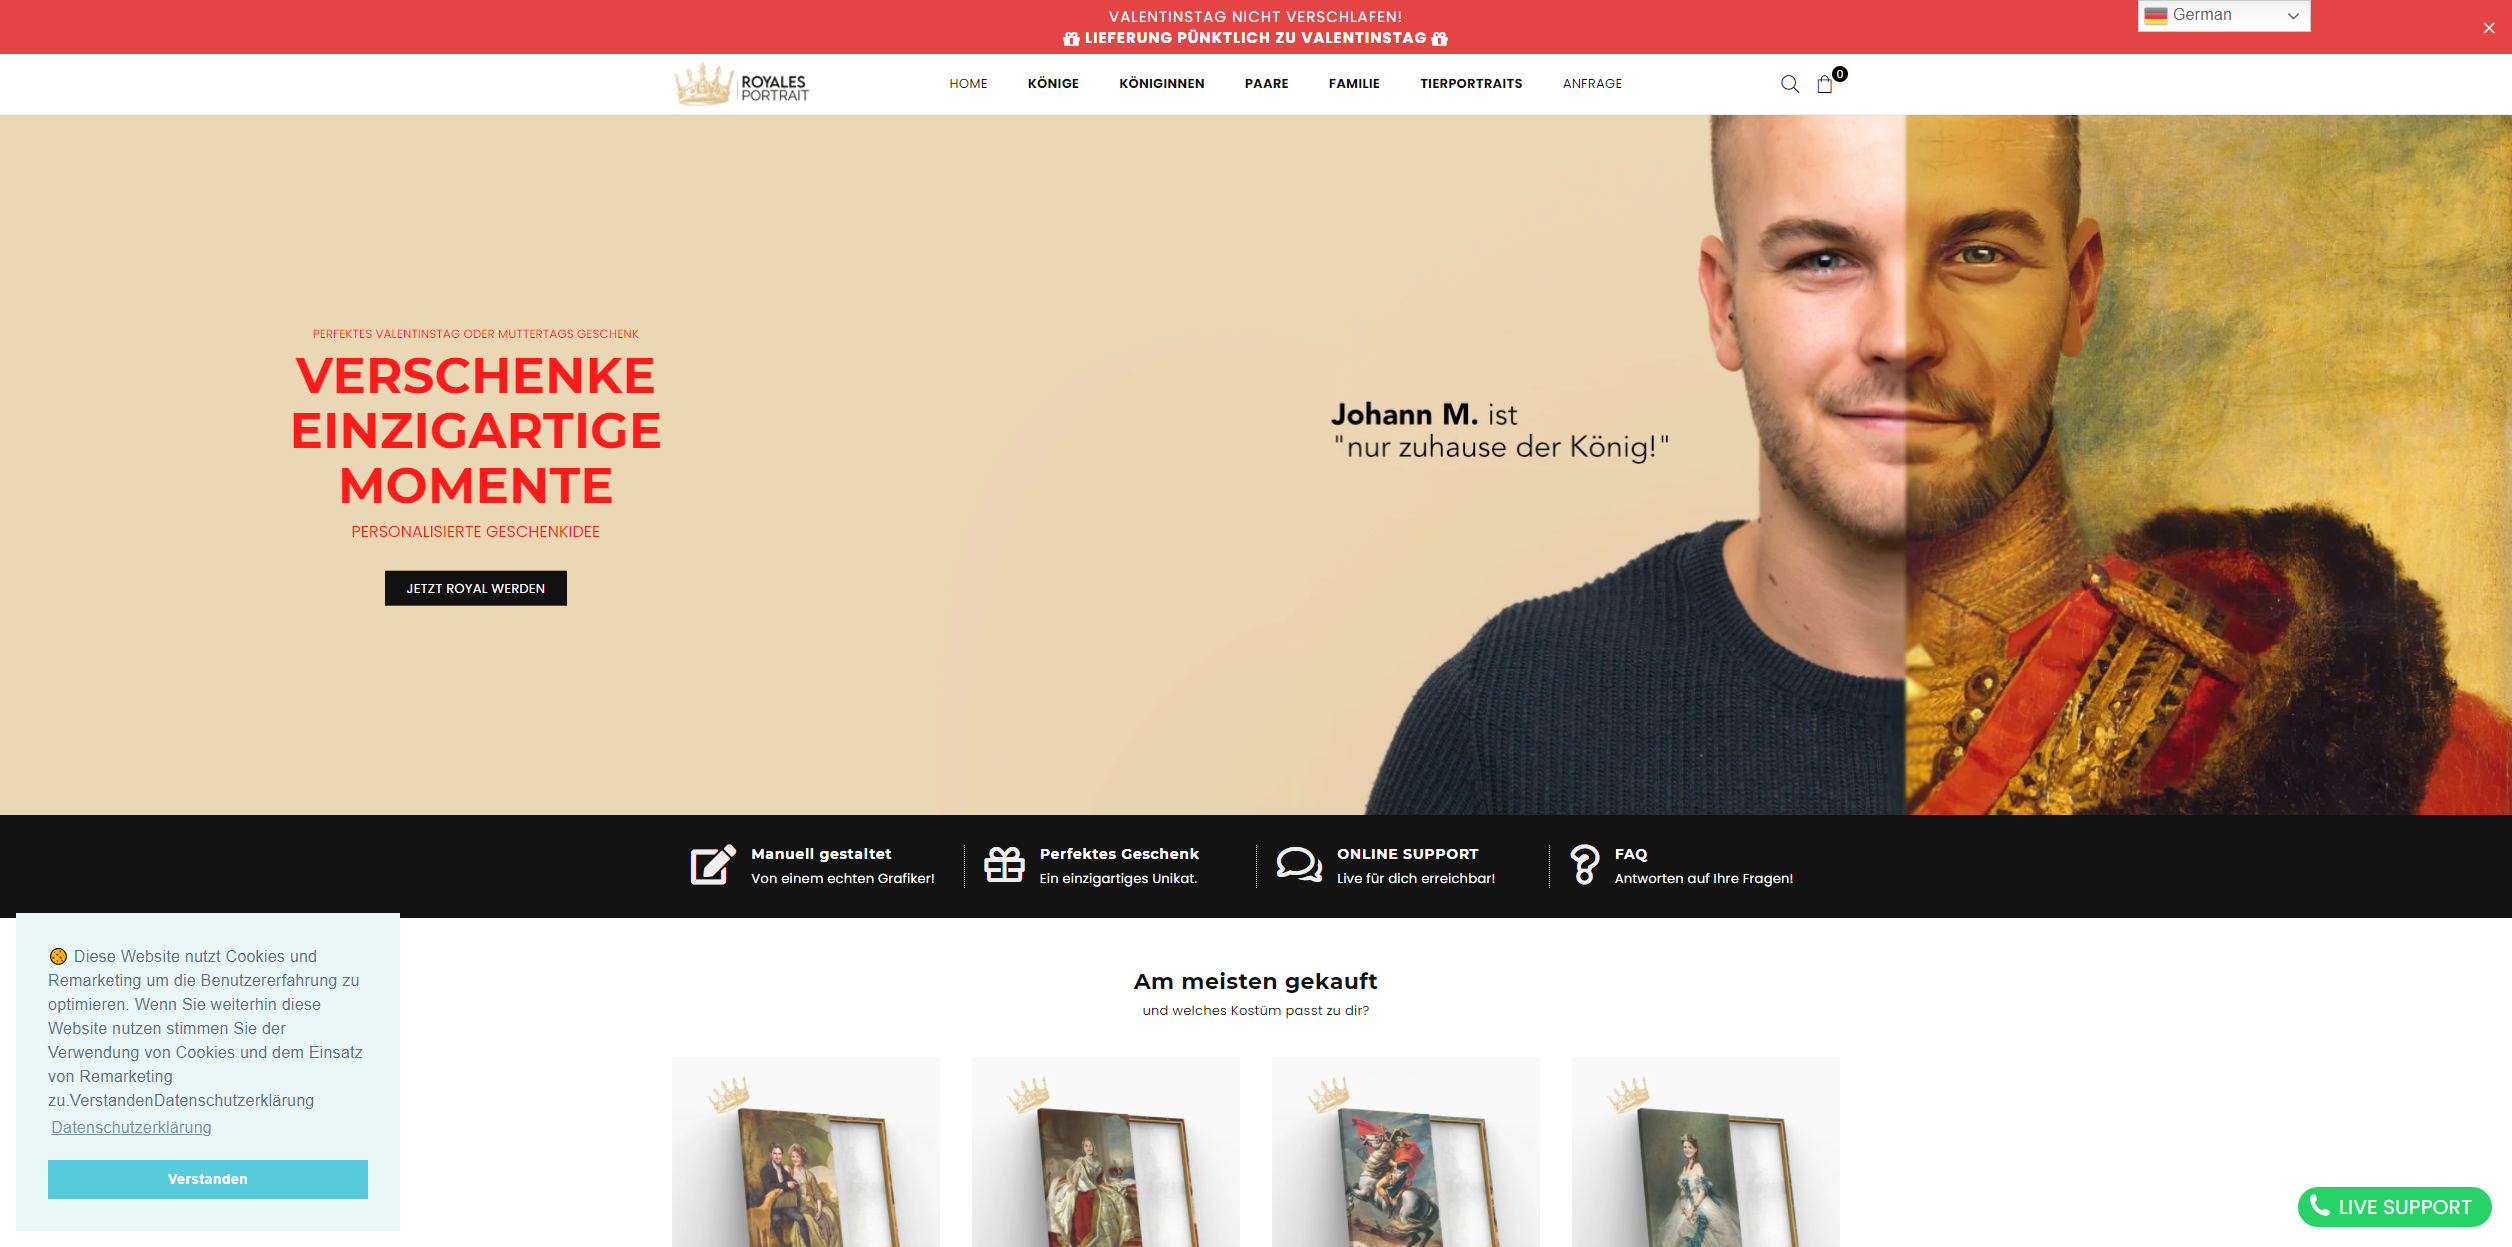 VALENTINSTAG NICHT VERSCHLAFEN!
LIEFERUNG PÜNKTLICH ZU VALENTINSTAG
German
ROYALES
PORTRAIT
HOME
KÖNIGE
KÖNIGINNEN
PAARE
FAMILIE
TIERPORTRAITS
ANFRAGE
0
PERFEKTES VALENTINSTAG ODER MUTTERTAGS GESCHENK
VERSCHENKE
EINZIGARTIGE
MOMENTE
PERSONALISIERTE GESCHENKIDEE
JETZT ROYAL WERDEN
Johann M. ist
"nur zuhause der König!"
Manuell gestaltet
Von einem echten Grafiker!
Perfektes Geschenk
Ein einzigartiges Unikat.
ONLINE SUPPORT
Live für dich erreichbar!
FAQ
Antworten auf Ihre Fragen!
Diese Website nutzt Cookies und
Remarketing um die Benutzererfahrung zu
optimieren. Wenn Sie weiterhin diese
Website nutzen stimmen Sie der
Verwendung von Cookies und dem Einsatz
von Remarketing
zu.VerstandenDatenschutzerklärung
Datenschutzerklärung
Verstanden
Am meisten gekauft
und welches Kostüm passt zu dir?
LIVE SUPPORT